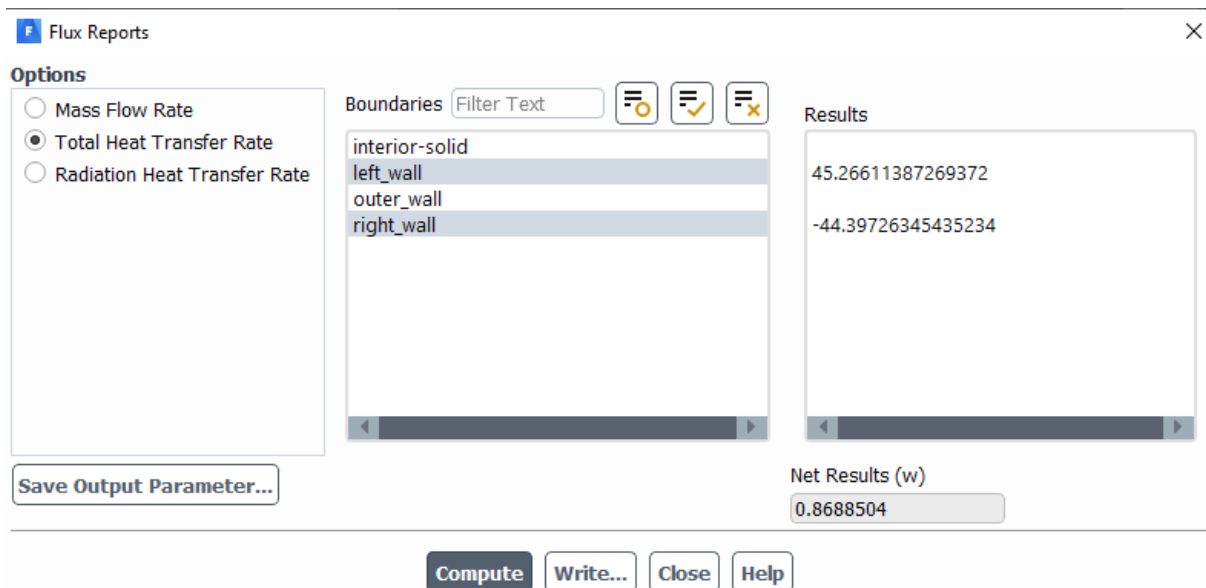 Flux Reports
Options
Mass Flow Rate
Total Heat Transfer Rate
Radiation Heat Transfer Rate
Save Output Parameter...
Boundaries Filter Text
interior-solid
left_wall
outer_wall
right_wall
Results
45.26611387269372
-44.39726345435234
Net Results (w)
0.8688504
Compute Write... Close Help